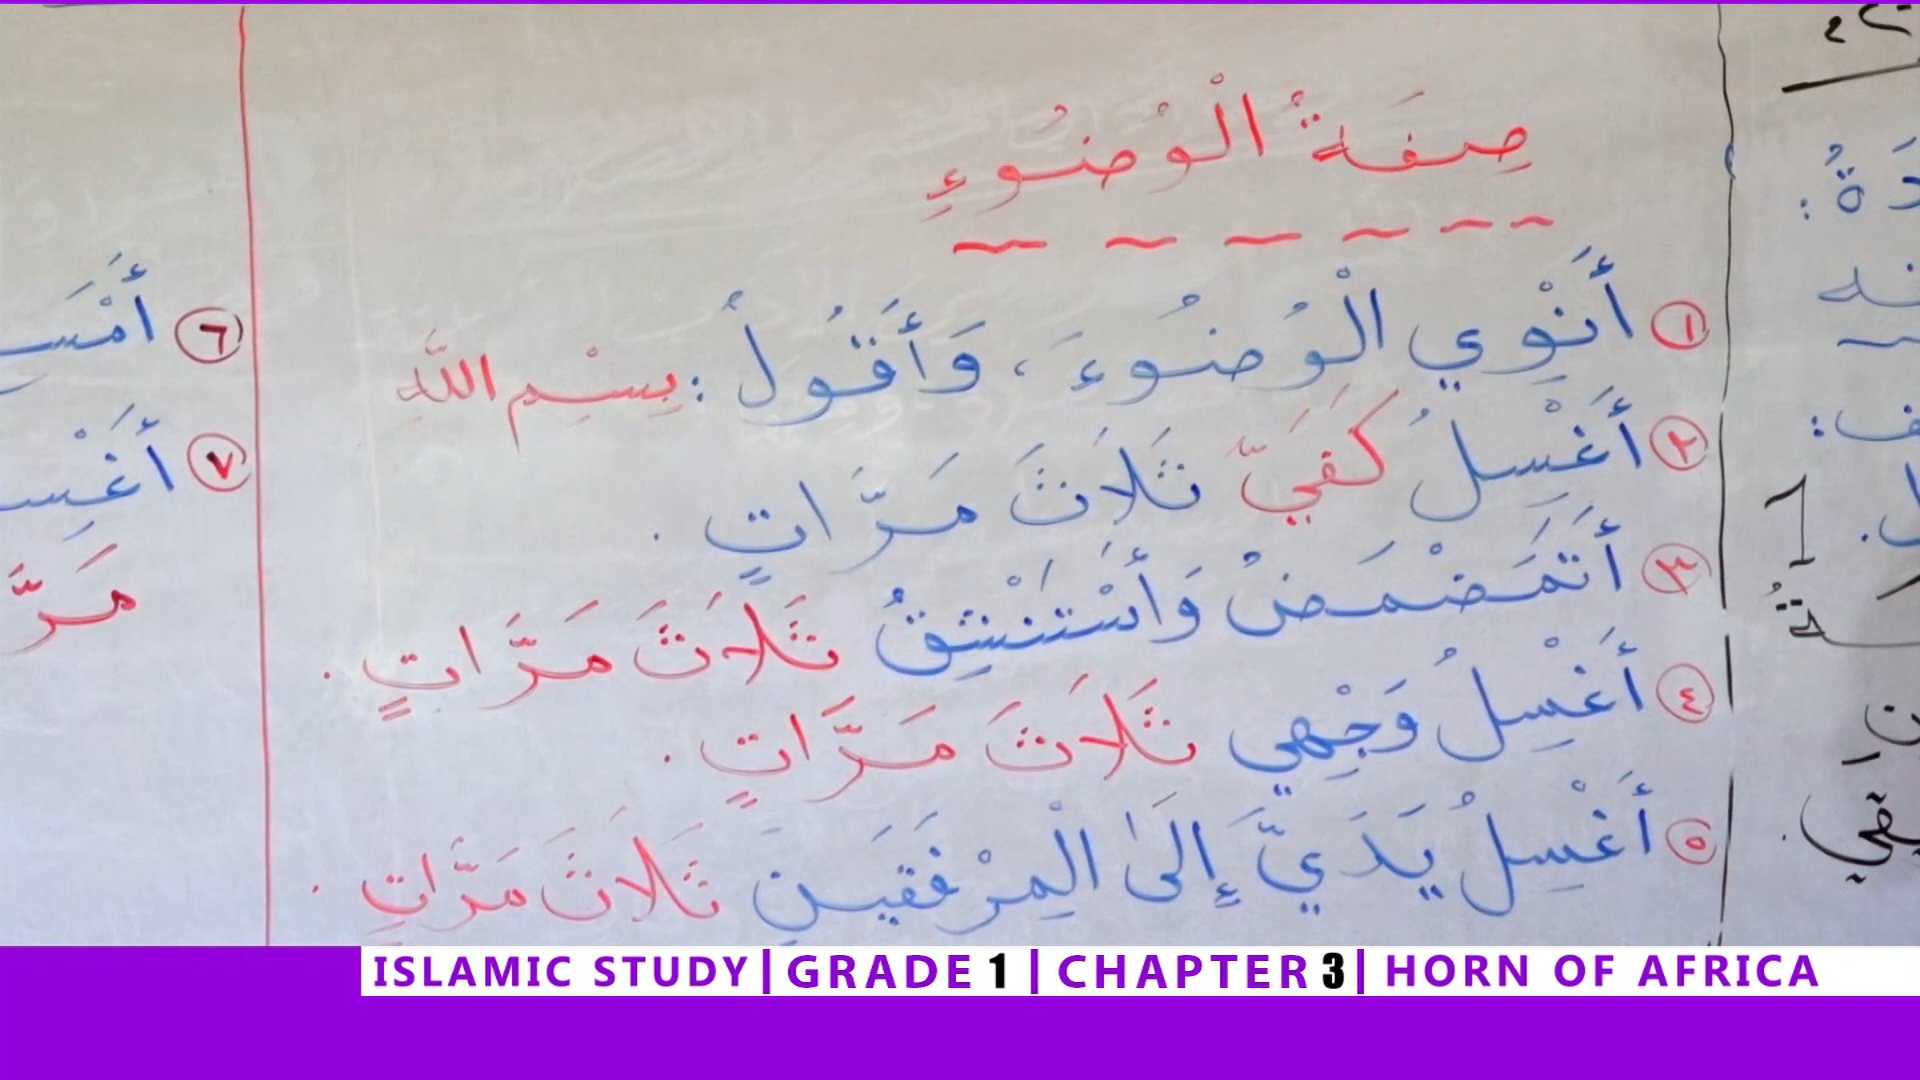 صِفَةُ الْوُضُوءِ
١ أَنْوِي الْوُضُوءَ، وَأَقُولُ: بِسْمِ اللَّهِ
٢ أَغْسِلُ كَفَيَّ ثَلَاثَ مَرَّاتٍ.
٣ أَتَمَضْمَضُ وَأَسْتَنْشِقُ ثَلَاثَ مَرَّاتٍ.
٤ أَغْسِلُ وَجْهِي ثَلَاثَ مَرَّاتٍ.
٥ أَغْسِلُ يَدَيَّ إِلَى الْمِرْفَقَيْنِ ثَلَاثَ مَرَّاتٍ.
٦
٧
ISLAMIC STUDY|GRADE 1|CHAPTER 3|HORN OF AFRICA